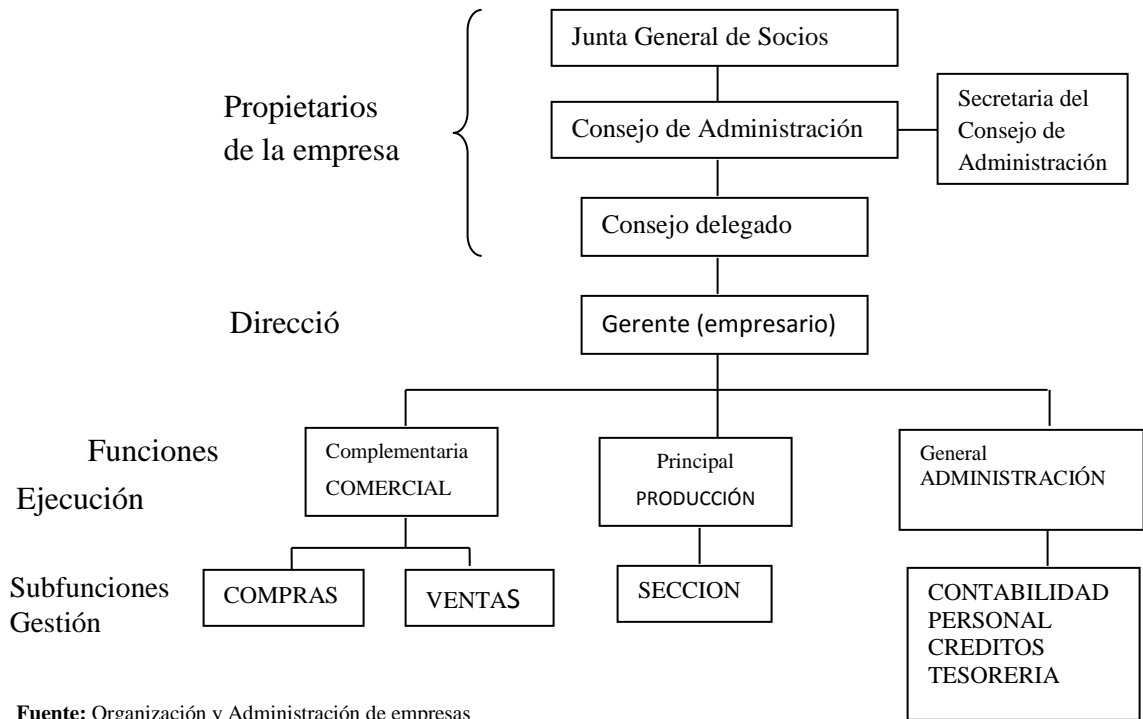 Junta General de Socios
Propietarios
de la empresa
Consejo de Administración
Secretaria del
Consejo de
Administración
Consejo delegado
Direcció
Gerente (empresario)
Funciones
Ejecución
Complementaria
COMERCIAL
Principal
PRODUCCIÓN
General
ADMINISTRACIÓN
Subfunciones
Gestión
COMPRAS
VENTAS
SECCION
CONTABILIDAD
PERSONAL
CREDITOS
TESORERIA
Fuente: Organización y Administración de empresas